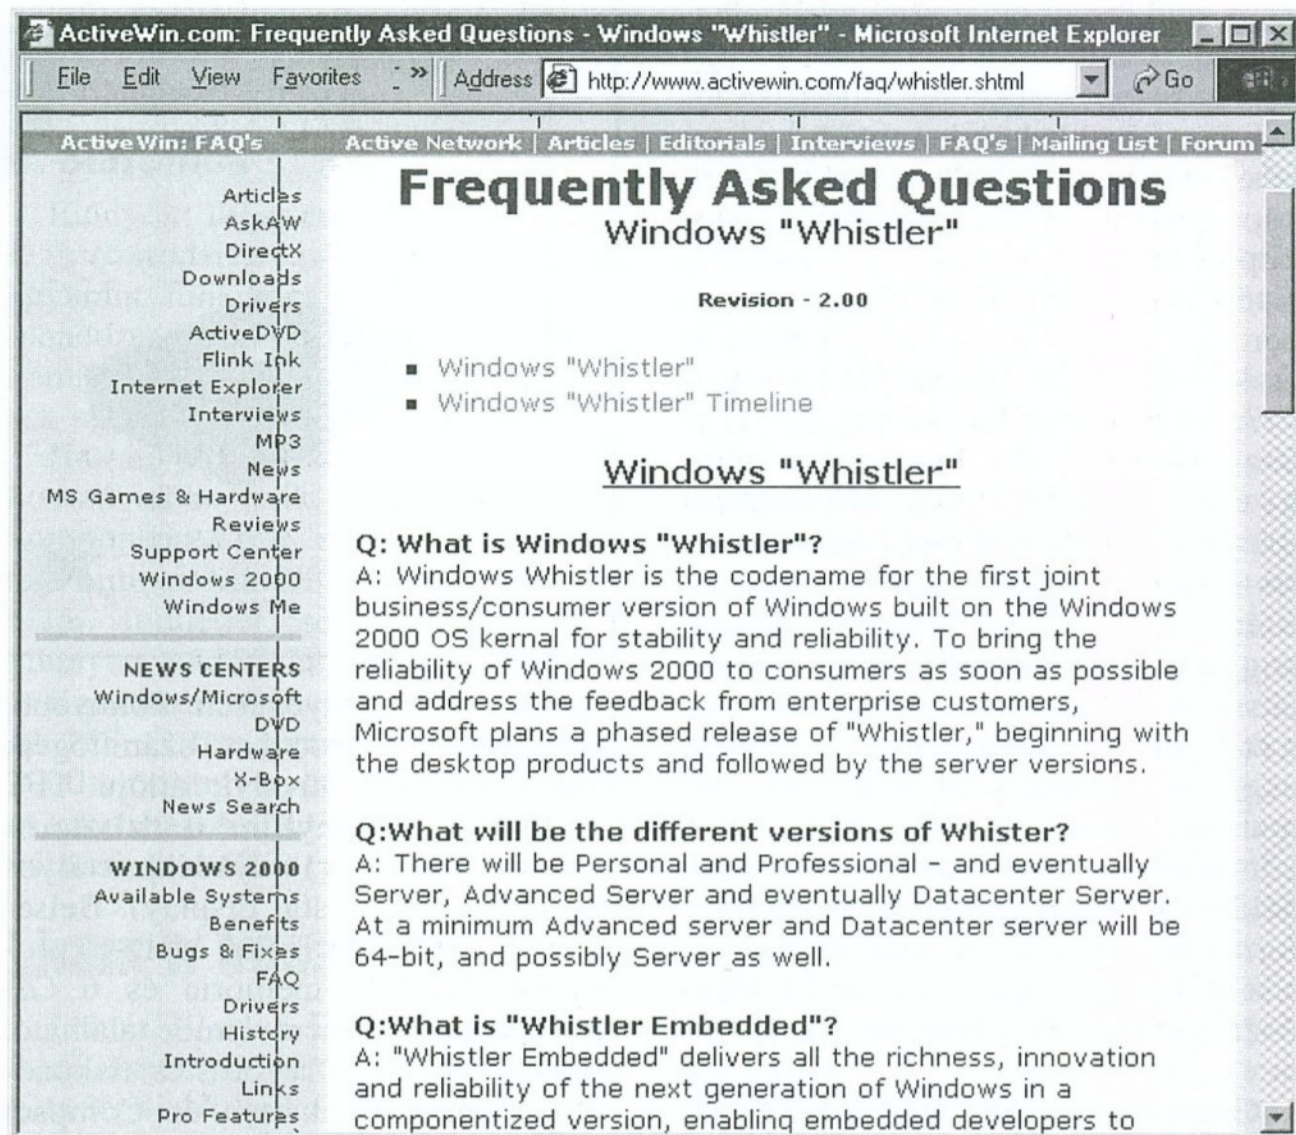 ActiveWin.com: Frequently Asked Questions - Windows "Whistler" - Microsoft Internet Explorer
File Edit View Favorites » Address http://www.activewin.com/faq/whistler.shtml Go
ActiveWin: FAQ's
Active Network | Articles | Editorials | Interviews | FAQ's | Mailing List | Forum
Articles
AskAW
DirectX
Downloads
Drivers
ActiveDVD
Flink Ink
Internet Explorer
Interviews
MP3
News
MS Games & Hardware
Reviews
Support Center
Windows 2000
Windows Me
NEWS CENTERS
Windows/Microsoft
DVD
Hardware
X-Box
News Search
WINDOWS 2000
Available Systems
Benefits
Bugs & Fixes
FAQ
Drivers
History
Introduction
Links
Pro Features
Frequently Asked Questions
Windows "Whistler"
Revision - 2.00
Windows "Whistler"
Windows "Whistler" Timeline
Windows "Whistler"
Q: What is Windows "Whistler"?
A: Windows Whistler is the codename for the first joint
business/consumer version of Windows built on the Windows
2000 OS kernal for stability and reliability. To bring the
reliability of Windows 2000 to consumers as soon as possible
and address the feedback from enterprise customers,
Microsoft plans a phased release of "Whistler," beginning with
the desktop products and followed by the server versions.
Q:What will be the different versions of Whister?
A: There will be Personal and Professional - and eventually
Server, Advanced Server and eventually Datacenter Server.
At a minimum Advanced server and Datacenter server will be
64-bit, and possibly Server as well.
Q:What is "Whistler Embedded"?
A: "Whistler Embedded" delivers all the richness, innovation
and reliability of the next generation of Windows in a
componentized version, enabling embedded developers to